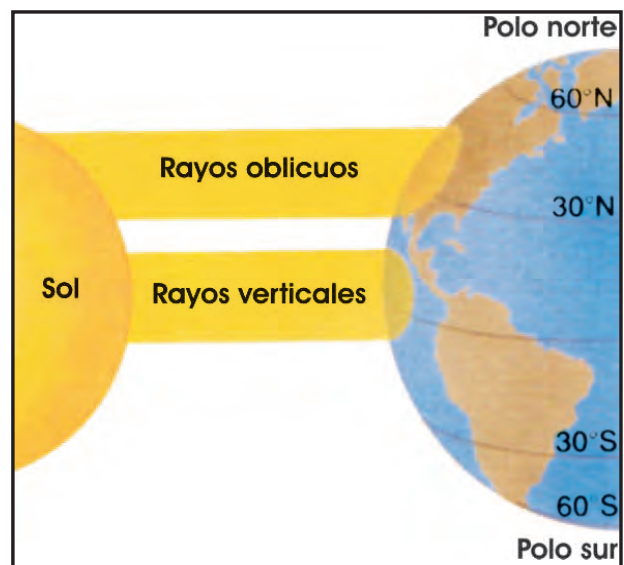 Polo norte
60°N
Rayos oblicuos
30°N
Sol
Rayos verticales
30°S
60°S
Polo sur